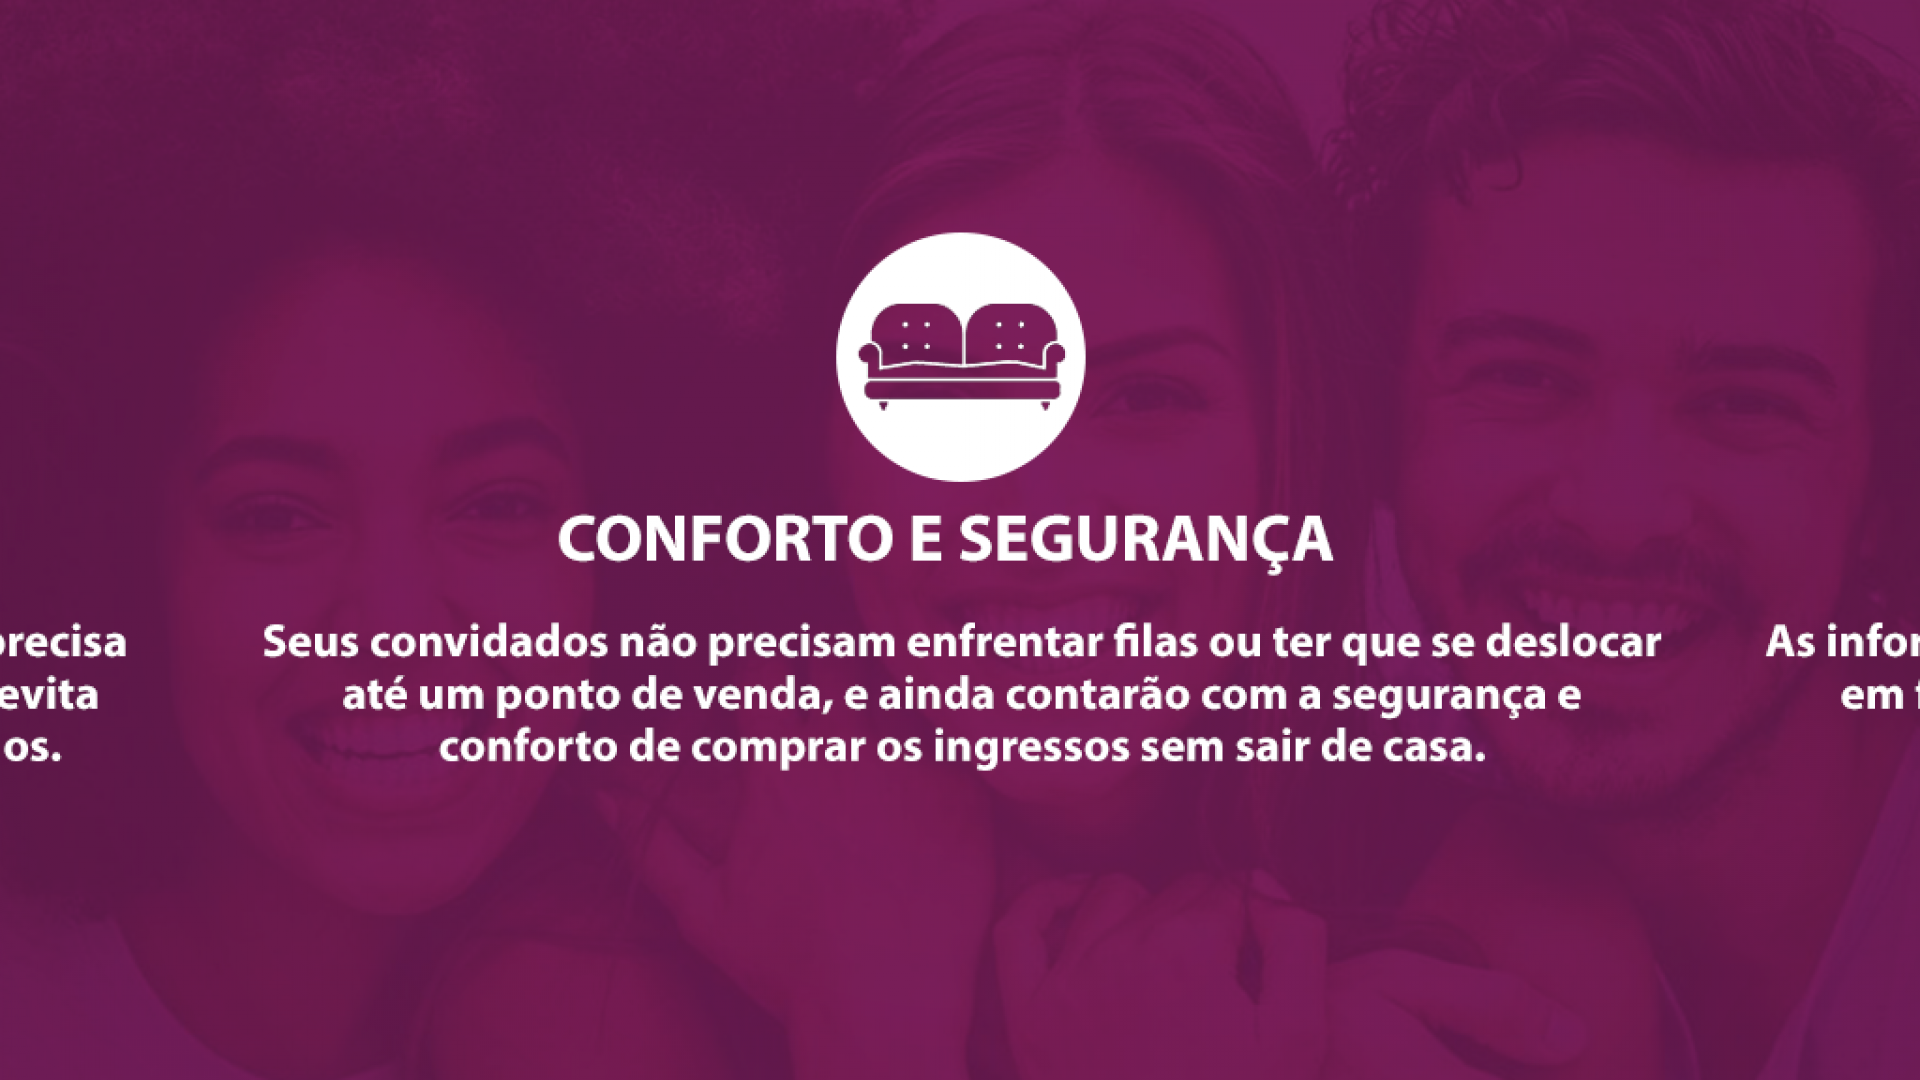 CONFORTO E SEGURANÇA
precisa
evita
os.
Seus convidados não precisam enfrentar filas ou ter que se deslocar
até um ponto de venda, e ainda contarão com a segurança e
conforto de comprar os ingressos sem sair de casa.
As
em